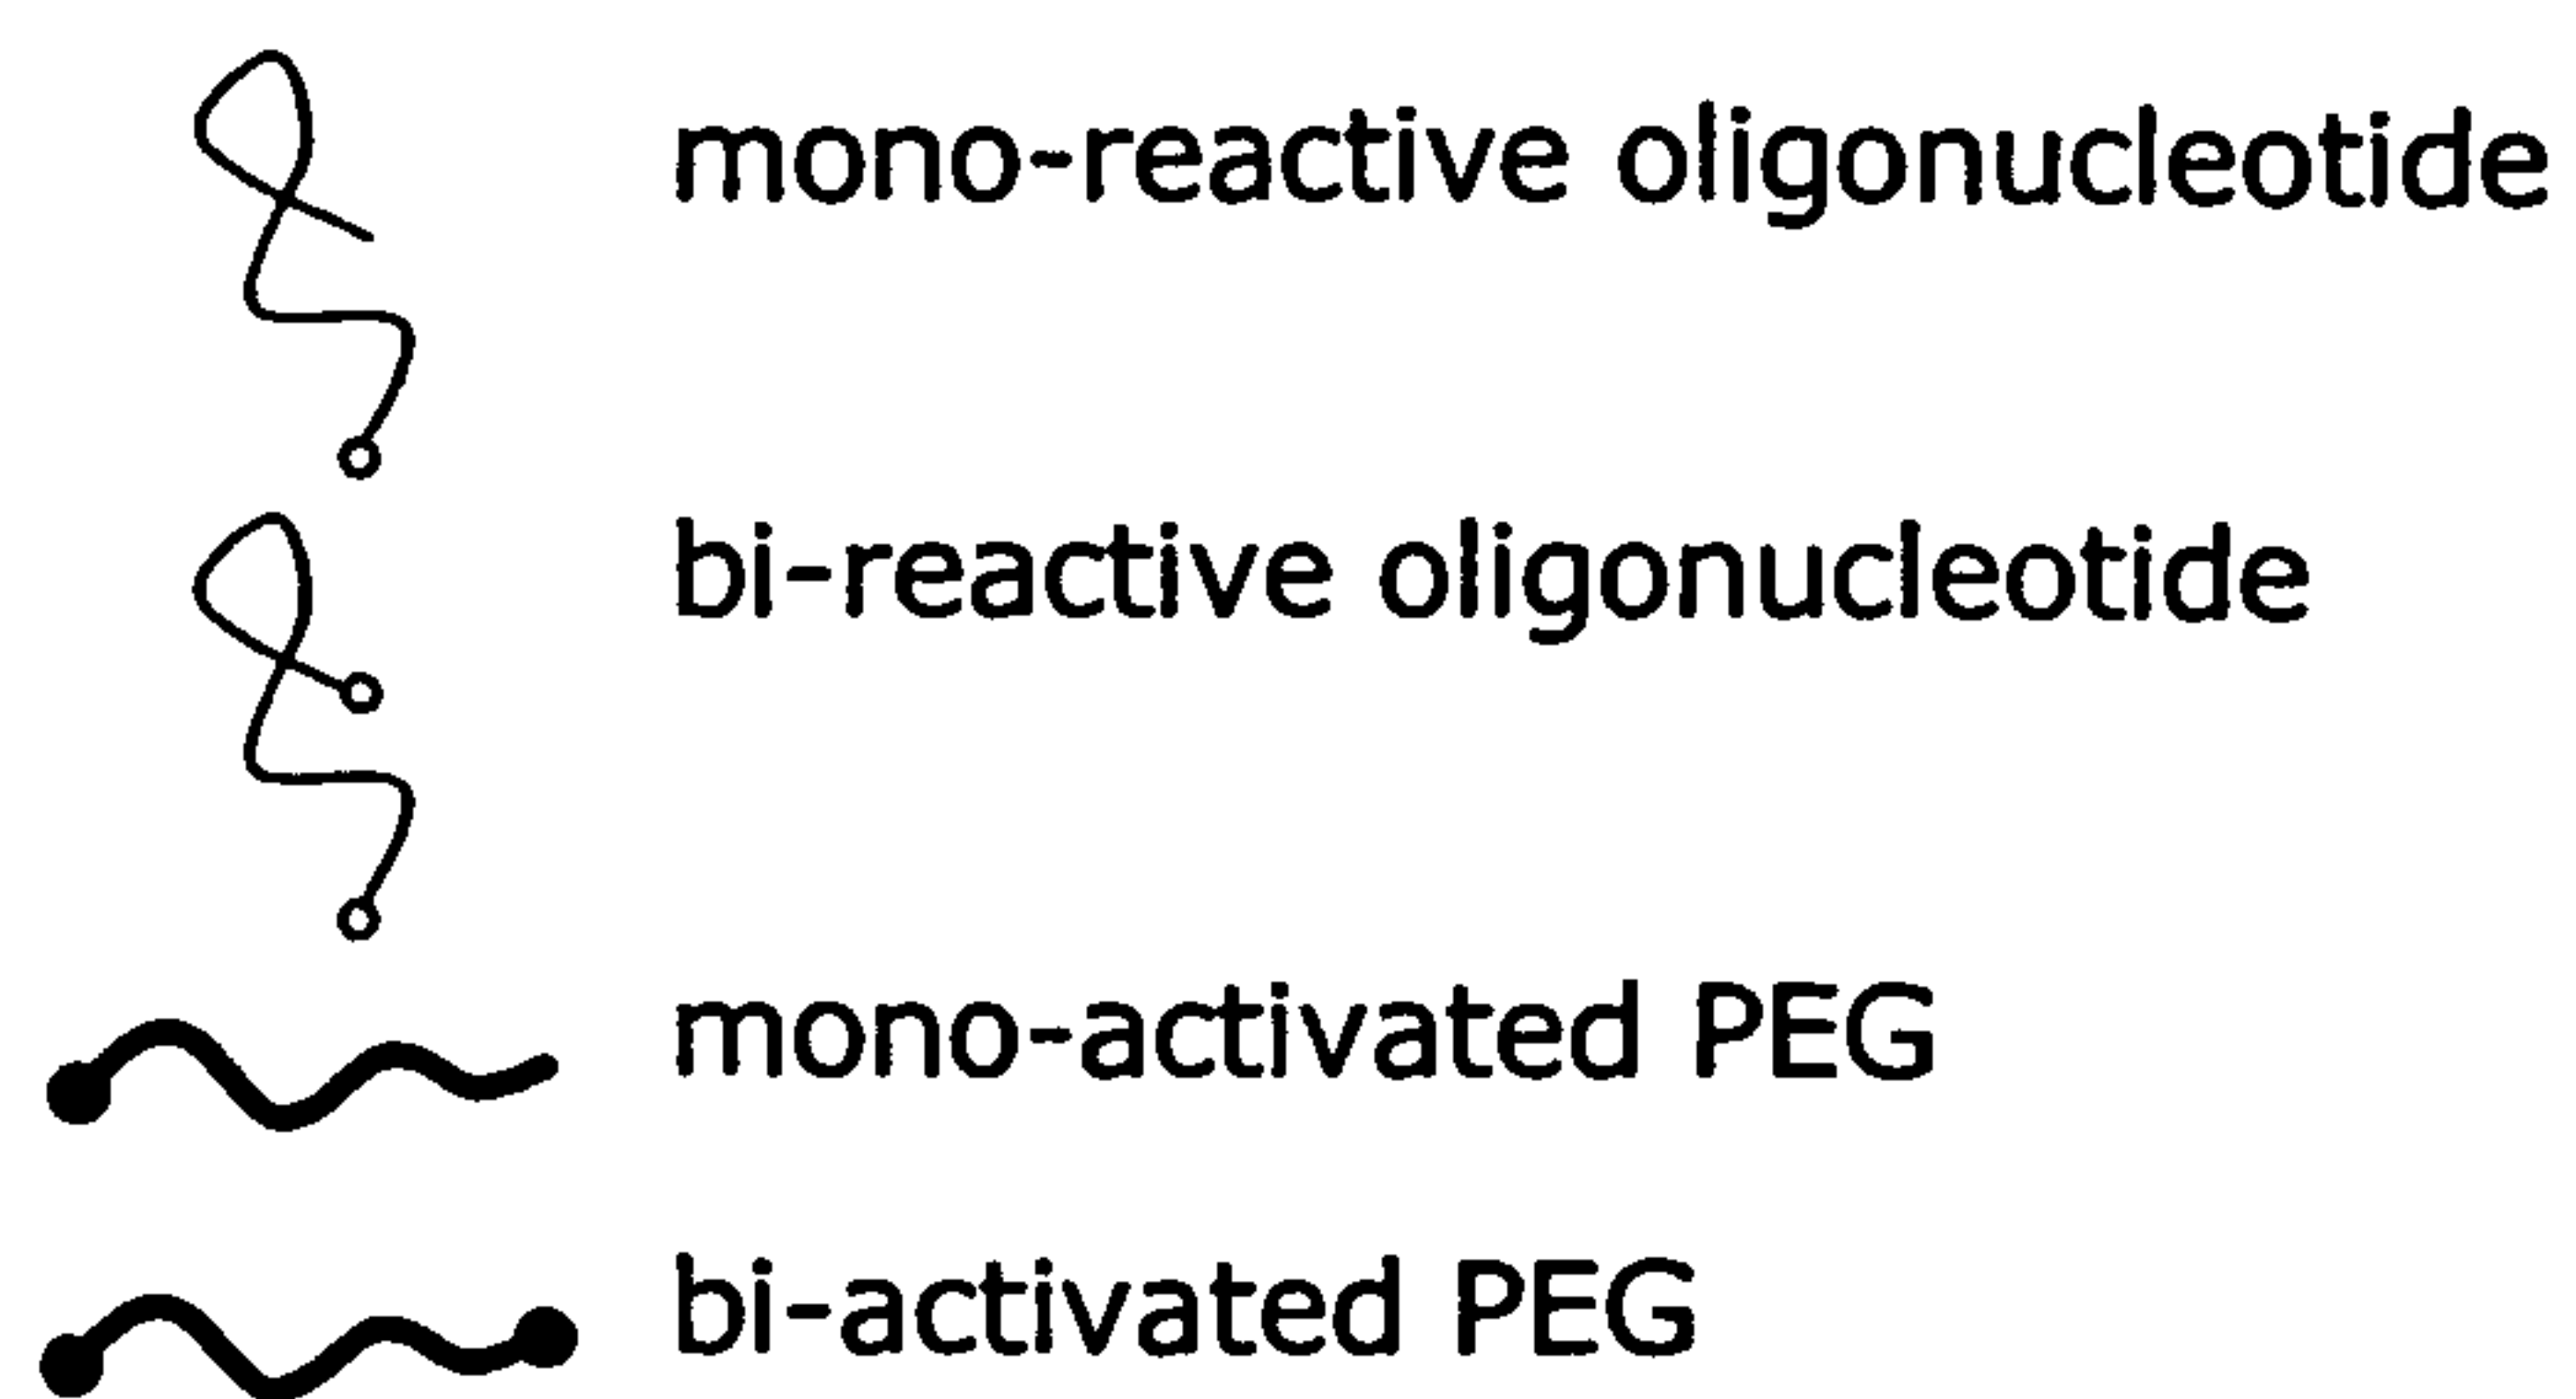 mono-reactive oligonucleotide
bi-reactive oligonucleotide
mono-activated PEG
bi-activated PEG